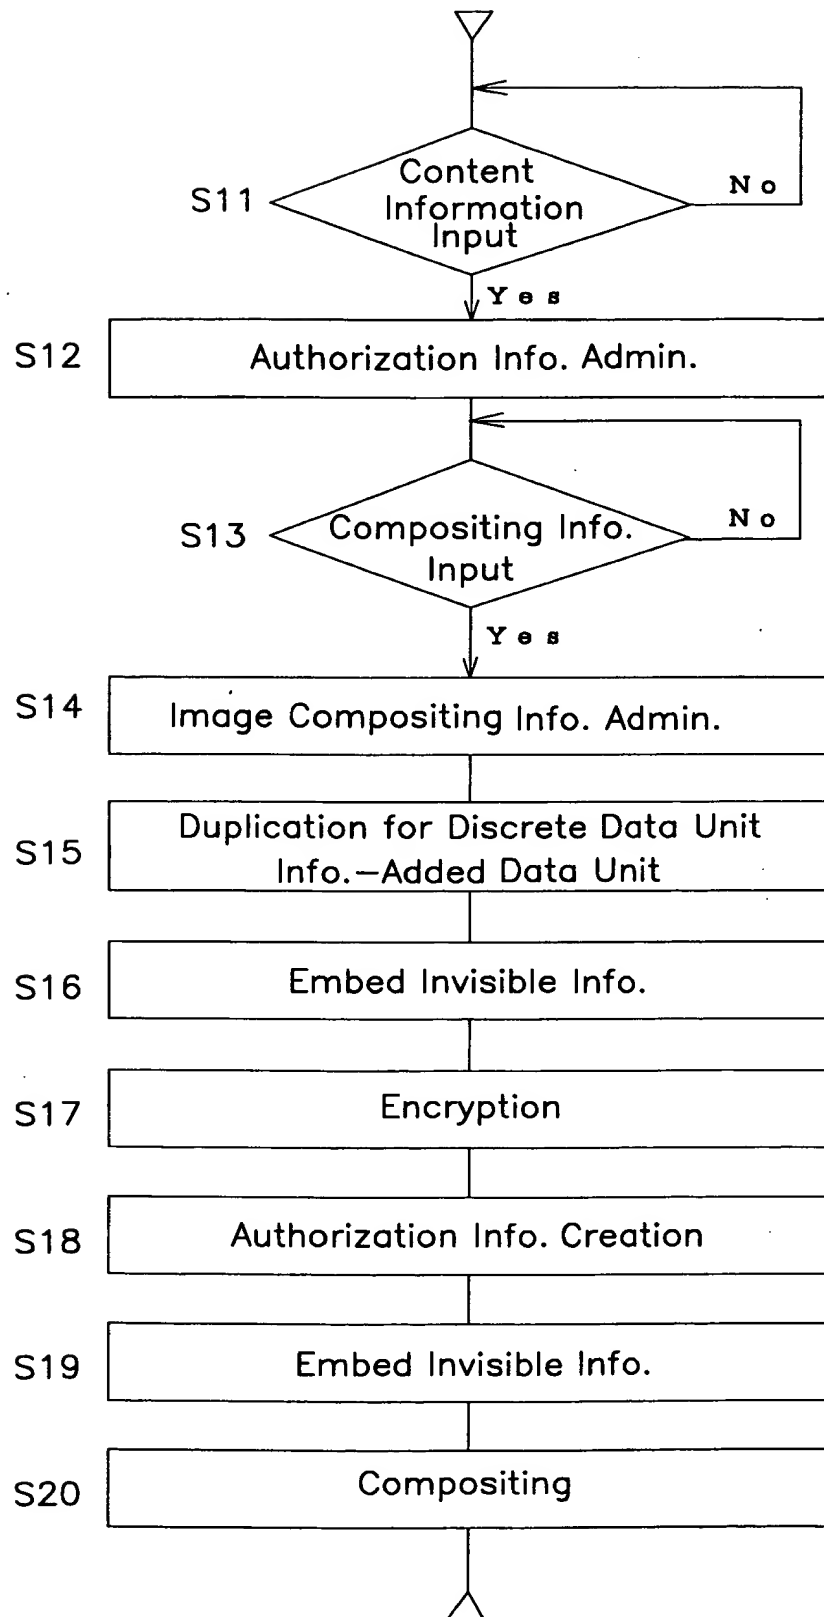 Content
Information
Input
S11
No
Yes
S12
Authorization Info. Admin.
S13
Compositing Info.
Input
No
Yes
S14
Image Compositing Info. Admin.
S15
Duplication for Discrete Data Unit
Info.-Added Data Unit
S16
Embed Invisible Info.
S17
Encryption
S18
Authorization Info. Creation
S19
Embed Invisible Info.
S20
Compositing